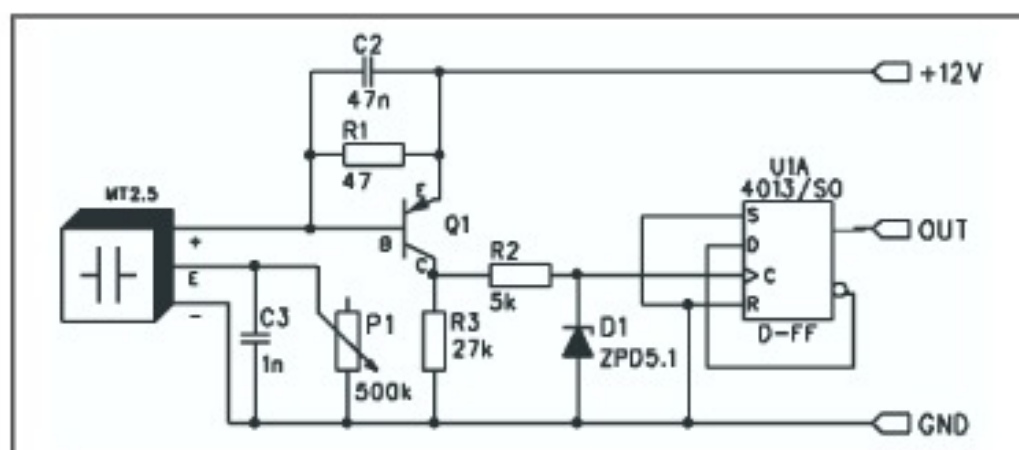 C2
47n
+12V
R1
47
MT2.5
+
E
-
E
B
C
Q1
U1A
4013/SO
S
D
C
R
D-FF
OUT
R2
5k
C3
1n
P1
500k
R3
27k
D1
ZPD5.1
GND